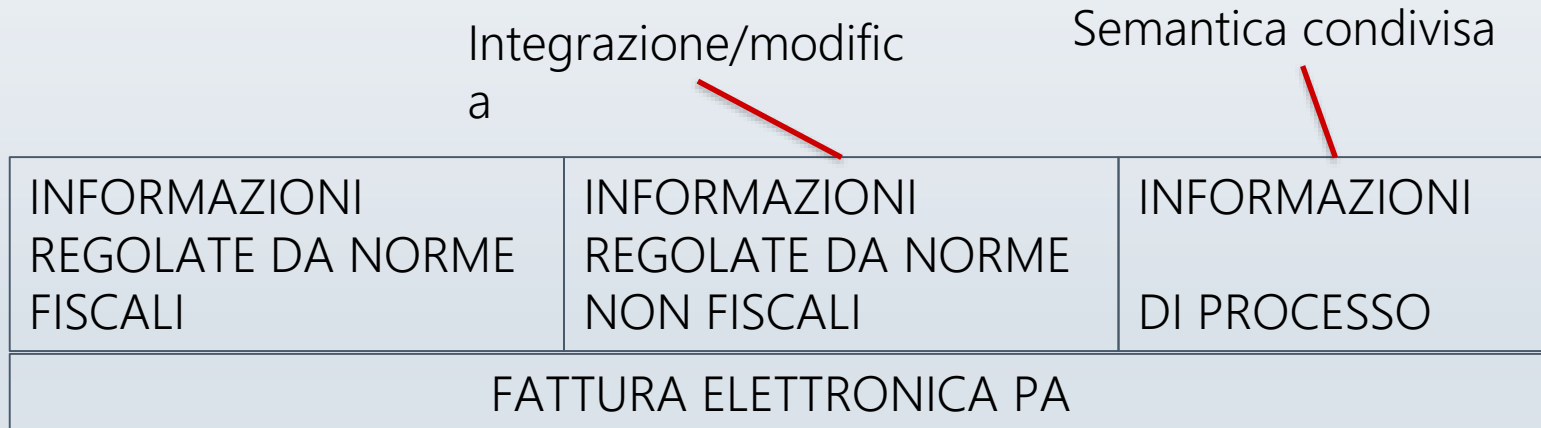 Integrazione/modific
a
Semantica condivisa
INFORMAZIONI
REGOLATE DA NORME
FISCALI
INFORMAZIONI
REGOLATE DA NORME
NON FISCALI
INFORMAZIONI
DI PROCESSO
FATTURA ELETTRONICA PA